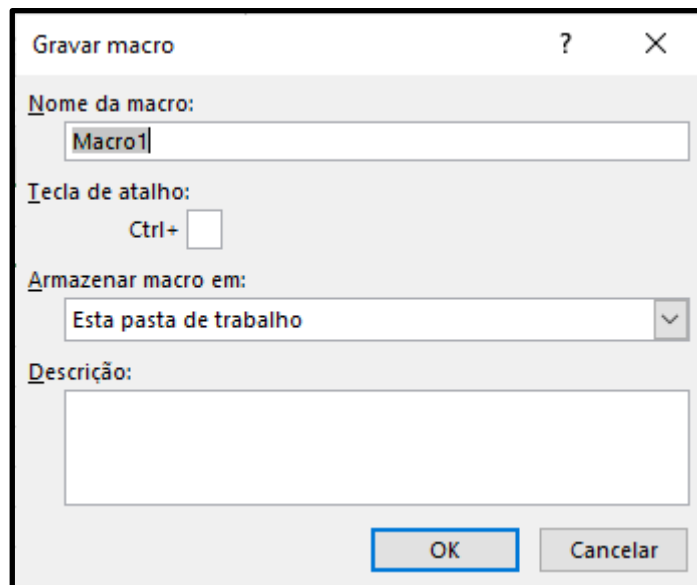 Gravar macro ? ×
Nome da macro:
Macro1
Tecla de atalho:
Ctrl+
Armazenar macro em:
Esta pasta de trabalho
Descrição:
OK Cancelar